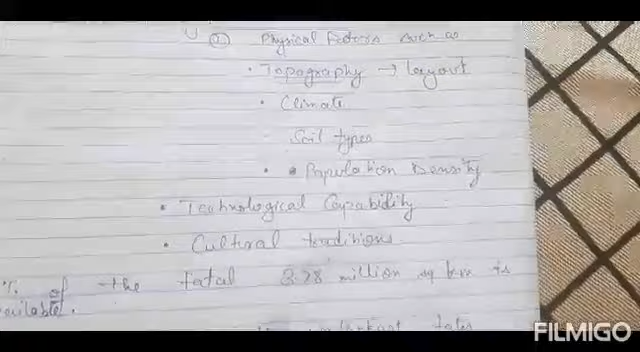 ② Physical Factors such as
• Topography → layout
• Climate
Soil types
• Population Density
• Technological Capability
• Cultural traditions
% of the total 3.28 million sq km is
available.
important
FILMIGO